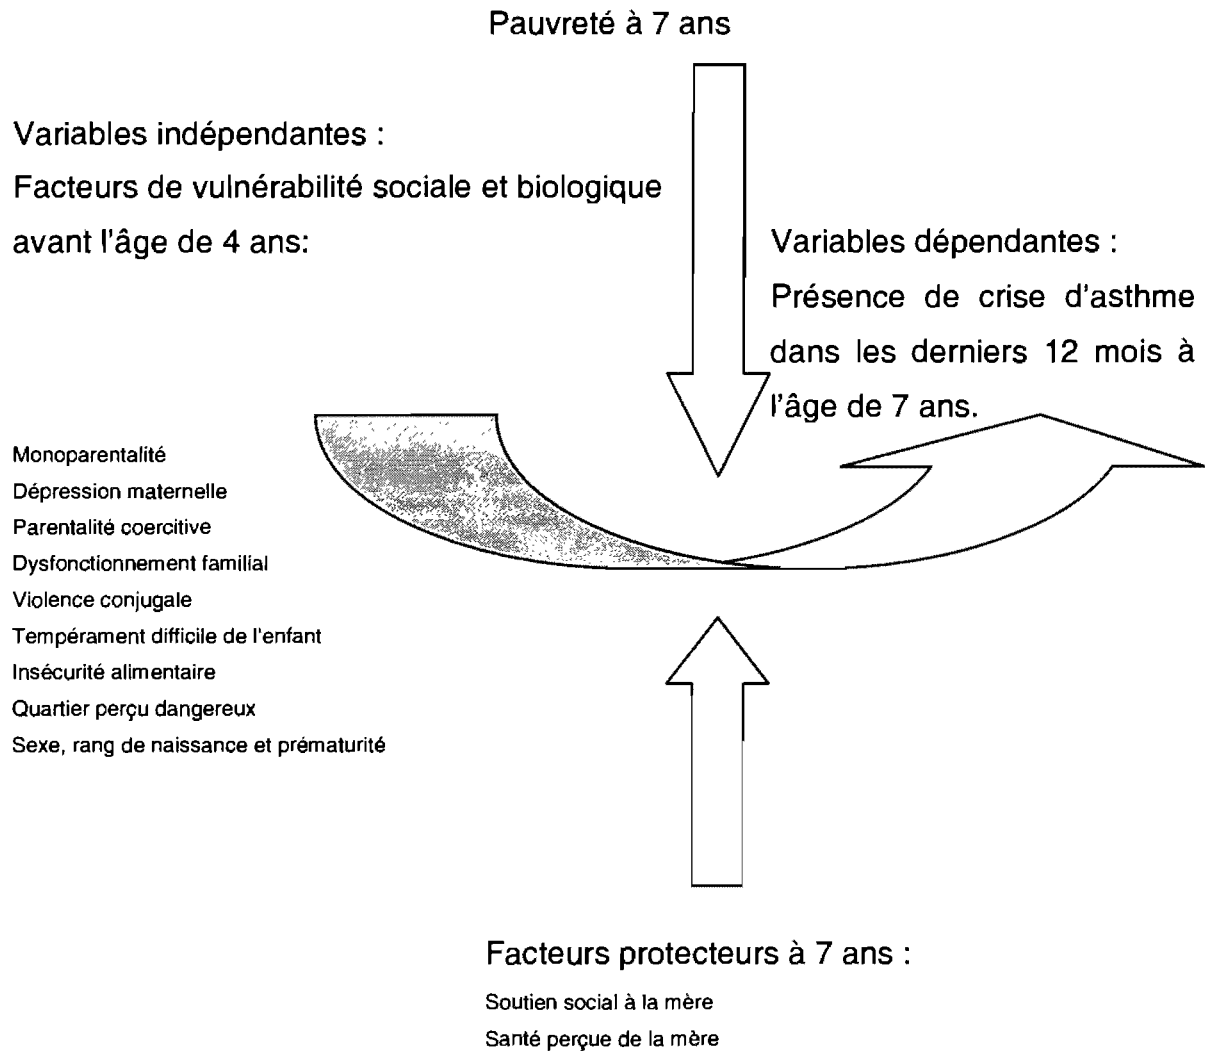 Pauvreté à 7 ans
Variables indépendantes :
Facteurs de vulnérabilité sociale et biologique
avant l'âge de 4 ans:
Variables dépendantes :
Présence de crise d'asthme
dans les derniers 12 mois à
l'âge de 7 ans.
Monoparentalité
Dépression maternelle
Parentalité coercitive
Dysfonctionnement familial
Violence conjugale
Tempérament difficile de l'enfant
Insécurité alimentaire
Quartier perçu dangereux
Sexe, rang de naissance et prématurité
Facteurs protecteurs à 7 ans :
Soutien social à la mère
Santé perçue de la mère